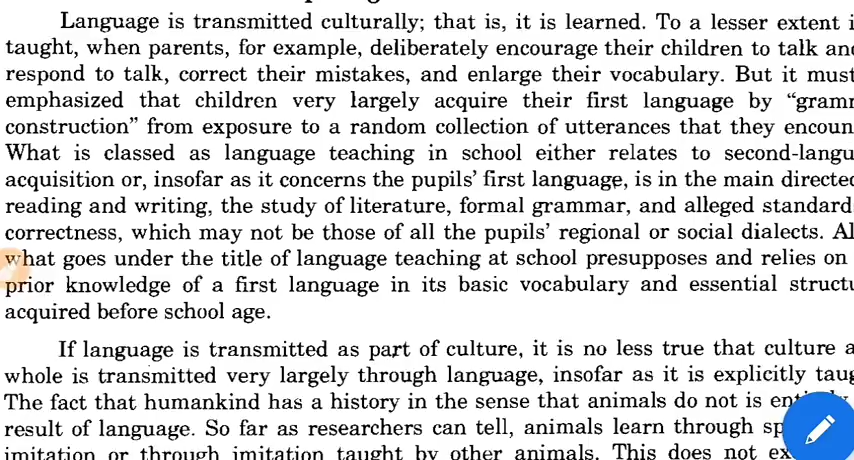 Language is transmitted culturally; that is, it is learned. To a lesser extent i
taught, when parents, for example, deliberately encourage their children to talk an
respond to talk, correct their mistakes, and enlarge their vocabulary. But it must
emphasized that children very largely acquire their first language by “gramm
construction” from exposure to a random collection of utterances that they encoun
What is classed as language teaching in school either relates to second-langu
acquisition or, insofar as it concerns the pupils’ first language, is in the main directe
reading and writing, the study of literature, formal grammar, and alleged standard
correctness, which may not be those of all the pupils’ regional or social dialects. Al
what goes under the title of language teaching at school presupposes and relies on
prior knowledge of a first language in its basic vocabulary and essential structu
acquired before school age.
If language is transmitted as part of culture, it is no less true that culture a
whole is transmitted very largely through language, insofar as it is explicitly taug
The fact that humankind has a history in the sense that animals do not is
result of language. So far as researchers can tell, animals learn through sp
imitation or through imitation taught by other animals. This does not ex